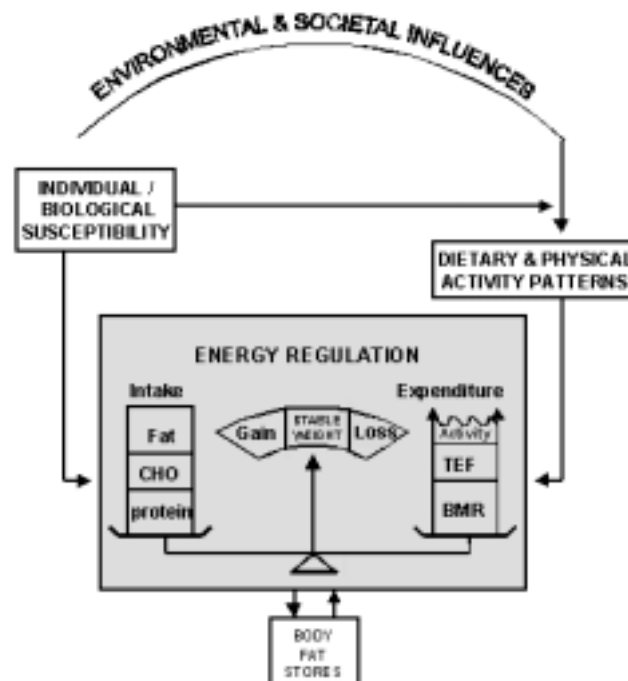 ENVIRONMENTAL & SOCIETAL INFLUENCES
INDIVIDUAL /
BIOLOGICAL
SUSCEPTIBILITY
DIETARY & PHYSICAL
ACTIVITY PATTERNS
ENERGY REGULATION
Intake
Expenditure
Fat
CHO
protein
Gain
STABLE
WEIGHT
Loss
Activity
TEF
BMR
BODY
FAT
STORES